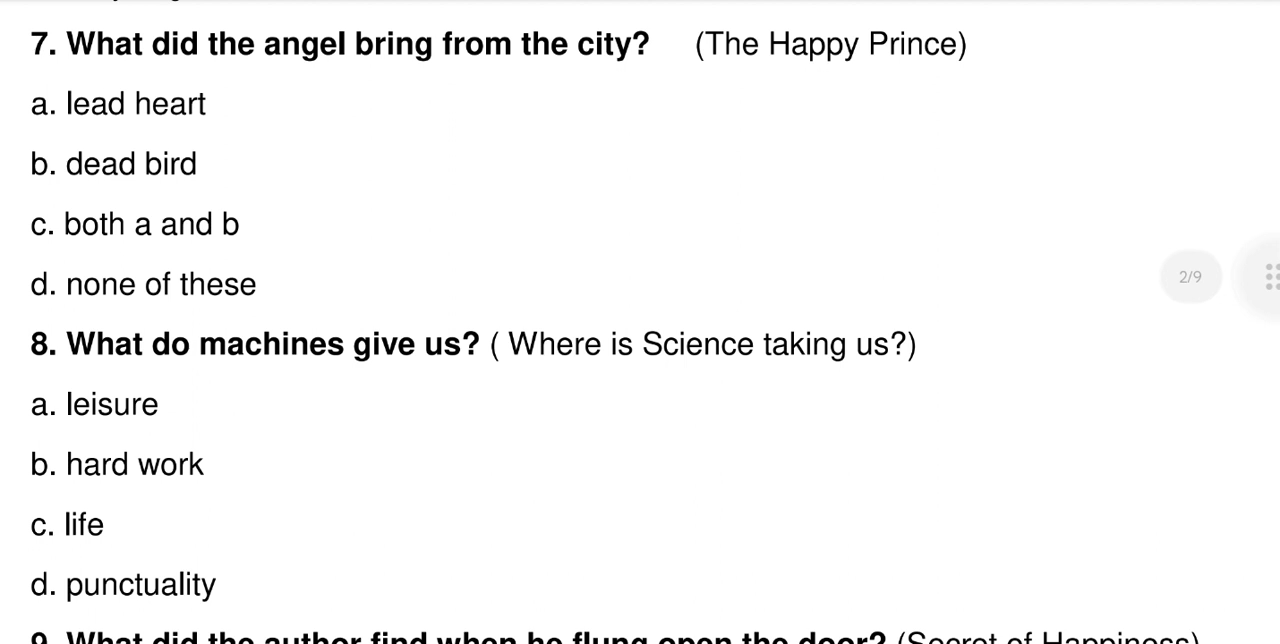 7. What did the angel bring from the city? (The Happy Prince)
a. lead heart
b. dead bird
c. both a and b
d. none of these
2/9
8. What do machines give us? ( Where is Science taking us?)
a. leisure
b. hard work
c. life
d. punctuality
9. What did the author find when he flung open the door? (Secret of Happiness)